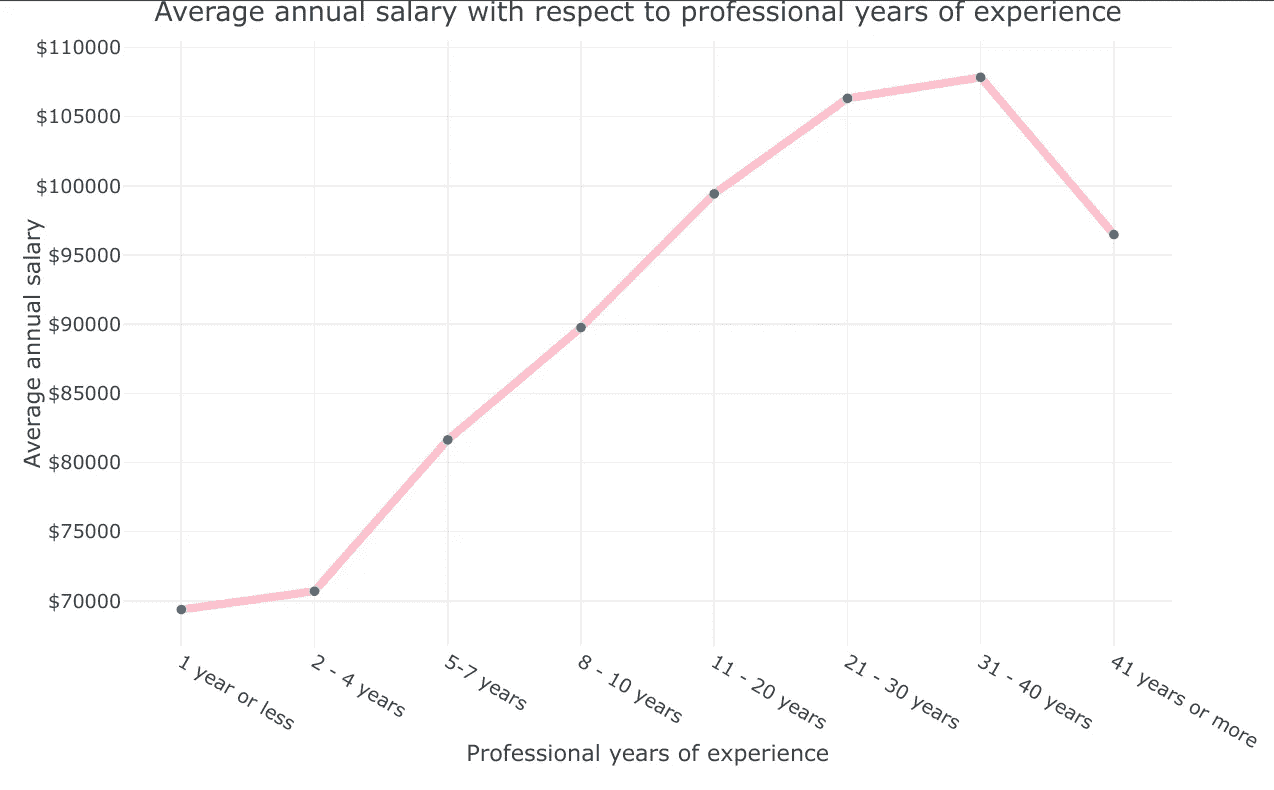 Average annual salary with respect to professional years of experience
$110000
$105000
$100000
$95000
$90000
$85000
$80000
$75000
$70000
Average annual salary
1 year or less
2 - 4 years
5-7 years
8 - 10 years
11 - 20 years
21 - 30 years
31 - 40 years
41 years or more
Professional years of experience